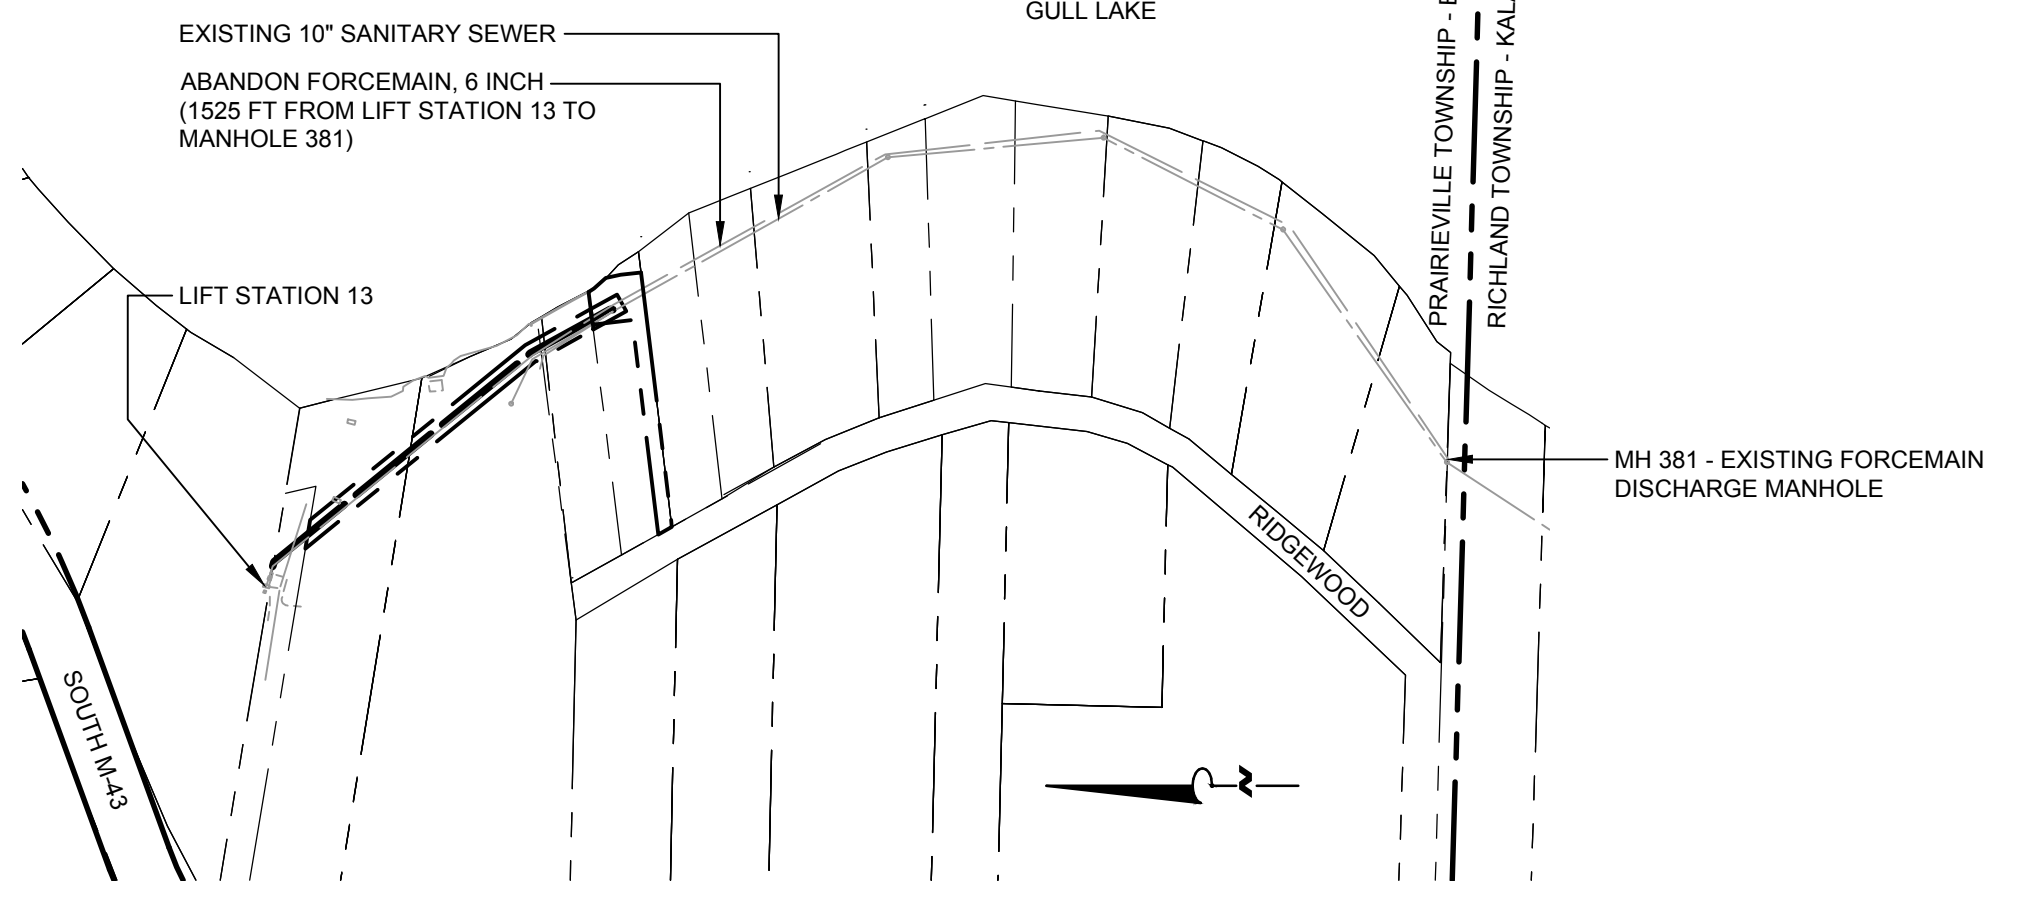 GULL LAKE
EXISTING 10" SANITARY SEWER
ABANDON FORCEMAIN, 6 INCH
(1525 FT FROM LIFT STATION 13 TO
MANHOLE 381)
PRAIRIEVILLE TOWNSHIP -
RICHLAND TOWNSHIP -
LIFT STATION 13
MH 381 - EXISTING FORCEMAIN
DISCHARGE MANHOLE
RIDGEWOOD
SOUTH M-43